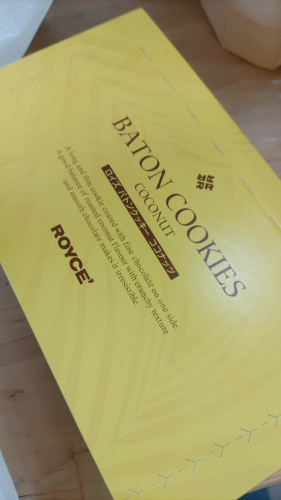 BATON COOKIES
COCONUT
ロイズ バトンクッキー ココナッツ
A long and thin cookie coated with fine chocolate on one side.
A good balance of roasted coconut flavour with crunchy texture
and smooth chocolate makes it irresistible.
ROYCE'